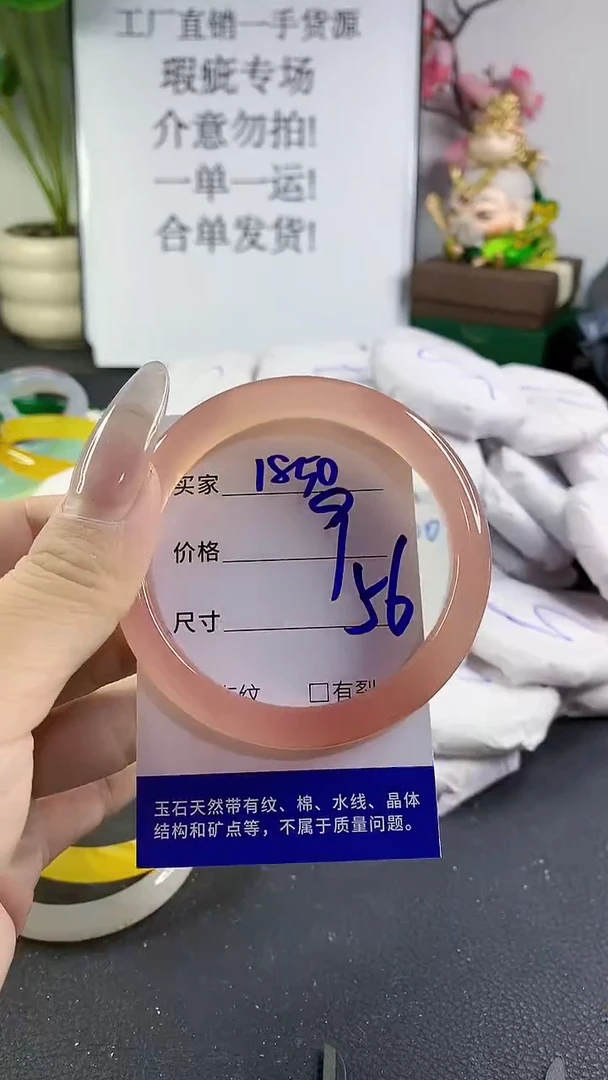 工厂直销一手货源
瑕疵专场
介意勿拍!
一单一运!
合单发货!
买家 1850
价格 9
尺寸 56
纹 □有裂
玉石天然带有纹、棉、水线、晶体
结构和矿点等，不属于质量问题。